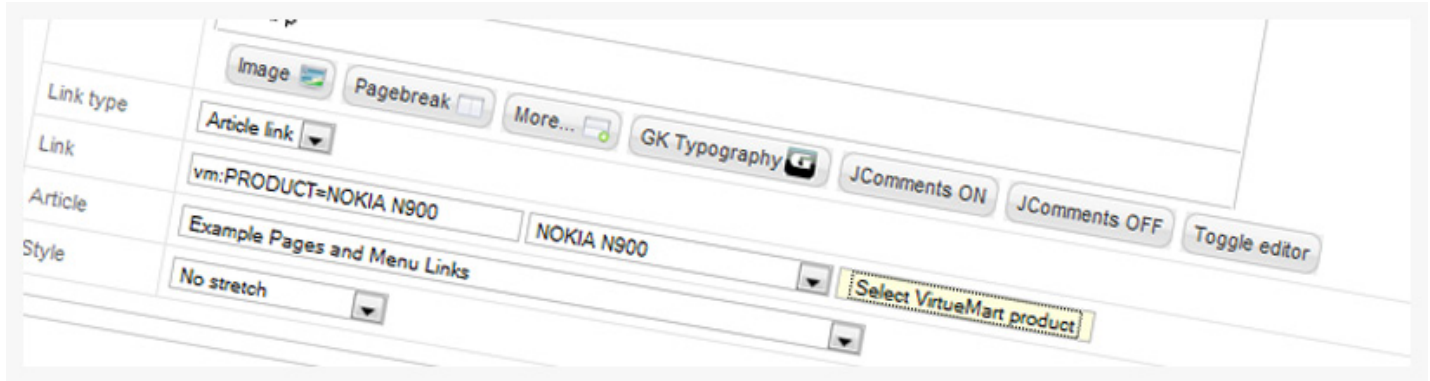 Image Pagebreak More... GK Typography JComments ON JComments OFF Toggle editor
Link type Article link
Link vm:PRODUCT=NOKIA N900 NOKIA N900 Select VirtueMart product
Article Example Pages and Menu Links
Style No stretch